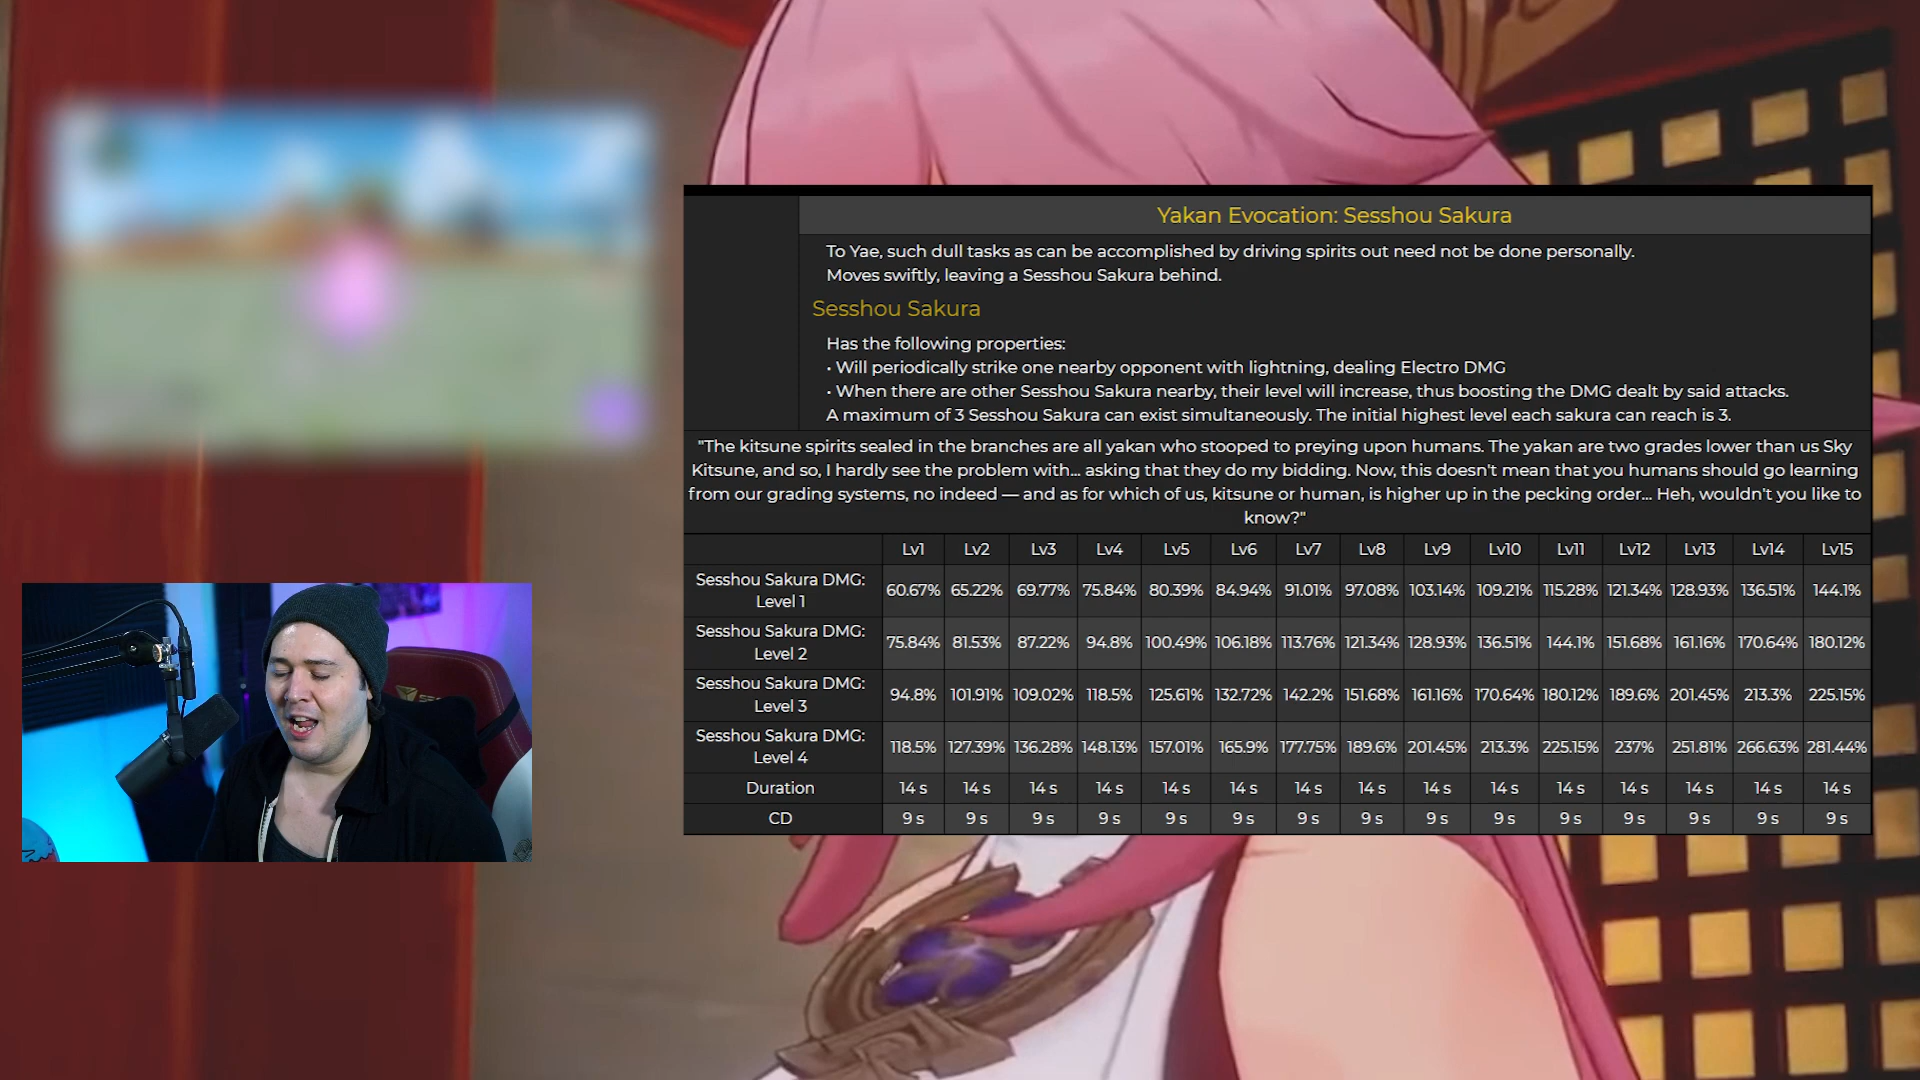 Yakan Evocation: Sesshou Sakura
To Yae, such dull tasks as can be accomplished by driving spirits out need not be done personally.
Moves swiftly, leaving a Sesshou Sakura behind.
Sesshou Sakura
Has the following properties:
• Will periodically strike one nearby opponent with lightning, dealing Electro DMG
• When there are other Sesshou Sakura nearby, their level will increase, thus boosting the DMG dealt by said attacks.
A maximum of 3 Sesshou Sakura can exist simultaneously. The initial highest level each sakura can reach is 3.
"The kitsune spirits sealed in the branches are all yakan who stooped to preying upon humans. The yakan are two grades lower than us Sky
Kitsune, and so, I hardly see the problem with... asking that they do my bidding. Now, this doesn't mean that you humans should go learning
from our grading systems, no indeed — and as for which of us, kitsune or human, is higher up in the pecking order... Heh, wouldn't you like to
know?"
Lv1 Lv2 Lv3 Lv4 Lv5 Lv6 Lv7 Lv8 Lv9 Lv10 Lv11 Lv12 Lv13 Lv14 Lv15
Sesshou Sakura DMG:
Level 1
60.67% 65.22% 69.77% 75.84% 80.39% 84.94% 91.01% 97.08% 103.14% 109.21% 115.28% 121.34% 128.93% 136.51% 144.1%
Sesshou Sakura DMG:
Level 2
75.84% 81.53% 87.22% 94.8% 100.49% 106.18% 113.76% 121.34% 128.93% 136.51% 144.1% 151.68% 161.16% 170.64% 180.12%
Sesshou Sakura DMG:
Level 3
94.8% 101.91% 109.02% 118.5% 125.61% 132.72% 142.2% 151.68% 161.16% 170.64% 180.12% 189.6% 201.45% 213.3% 225.15%
Sesshou Sakura DMG:
Level 4
118.5% 127.39% 136.28% 148.13% 157.01% 165.9% 177.75% 189.6% 201.45% 213.3% 225.15% 237% 251.81% 266.63% 281.44%
Duration 14 s 14 s 14 s 14 s 14 s 14 s 14 s 14 s 14 s 14 s 14 s 14 s 14 s 14 s 14 s
CD 9 s 9 s 9 s 9 s 9 s 9 s 9 s 9 s 9 s 9 s 9 s 9 s 9 s 9 s 9 s